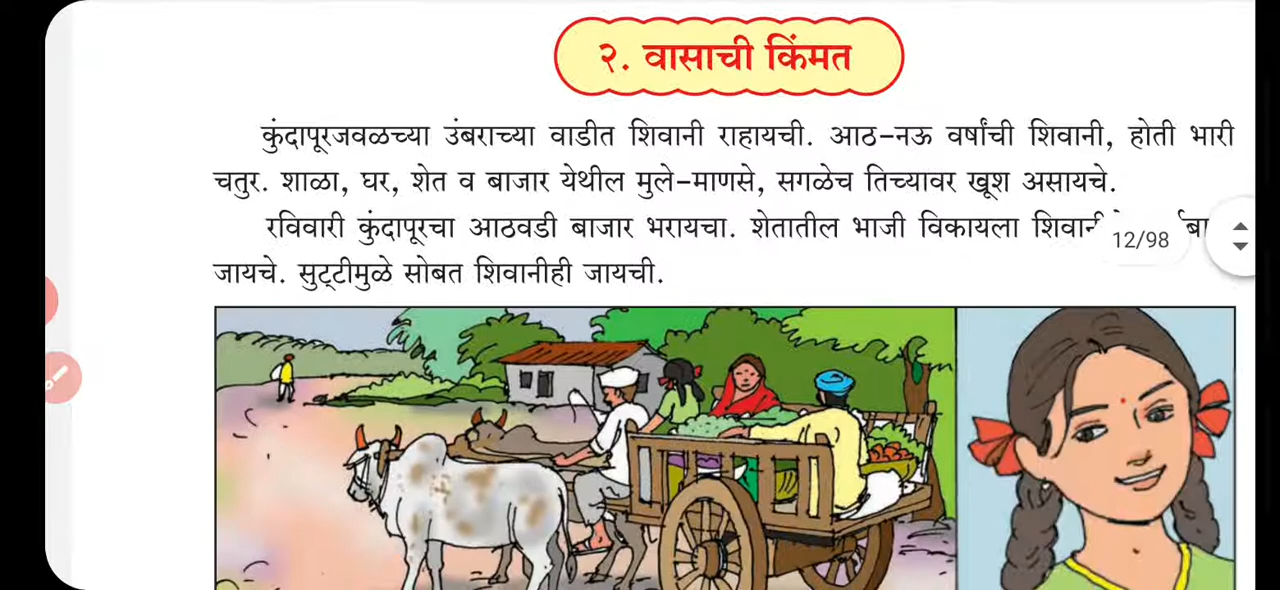 २. वासाची किंमत
कुंदापूरजवळच्या उंबराच्या वाडीत शिवानी राहायची. आठ-नऊ वर्षांची शिवानी, होती भारी
चतुर. शाळा, घर, शेत व बाजार येथील मुले-माणसे, सगळेच तिच्यावर खूश असायचे.
रविवारी कुंदापूरचा आठवडी बाजार भरायचा. शेतातील भाजी विकायला
12/98
जायचे. सुट्टीमुळे सोबत शिवानीही जायची.